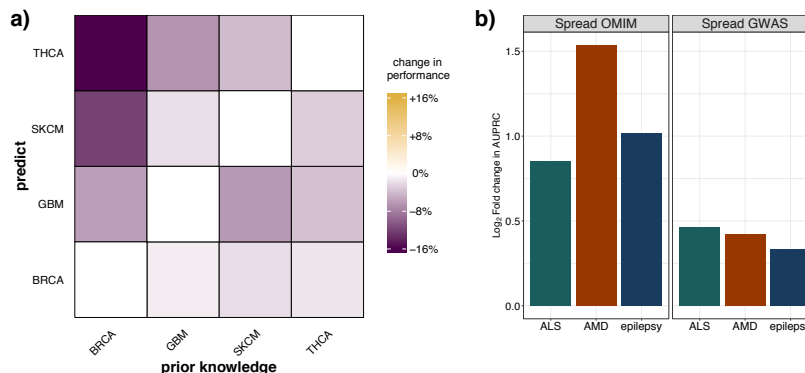 a)
THCA
SKCM
GBM
BRCA
predict
BRCA
GBM
SKCM
THCA
prior knowledge
change in
performance
+16%
+8%
0%
−8%
−16%
b)
Spread OMIM
Spread GWAS
Log2 Fold change in AUPRC
1.5
1.0
0.5
0.0
ALS
AMD
epilepsy
ALS
AMD
epileps